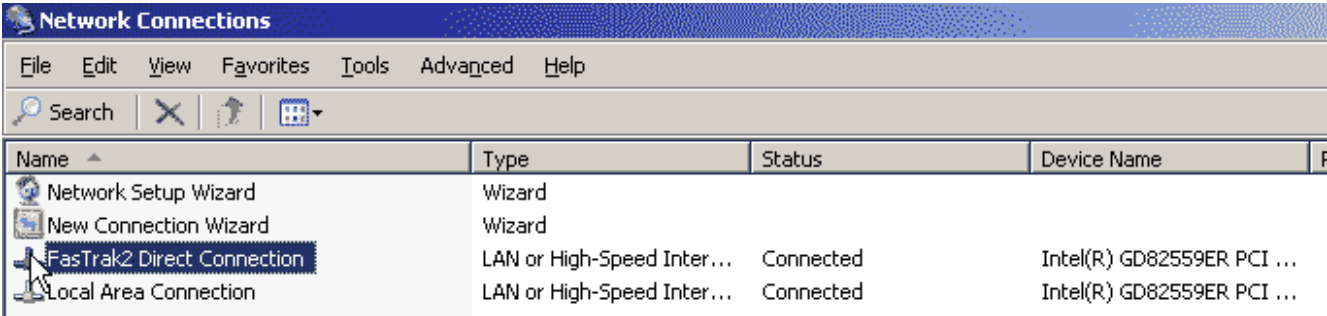 Network Connections
File Edit View Favorites Tools Advanced Help
Search
Name Type Status Device Name
Network Setup Wizard Wizard
New Connection Wizard Wizard
FasTrak2 Direct Connection LAN or High-Speed Inter... Connected Intel(R) GD82559ER PCI ...
Local Area Connection LAN or High-Speed Inter... Connected Intel(R) GD82559ER PCI ...